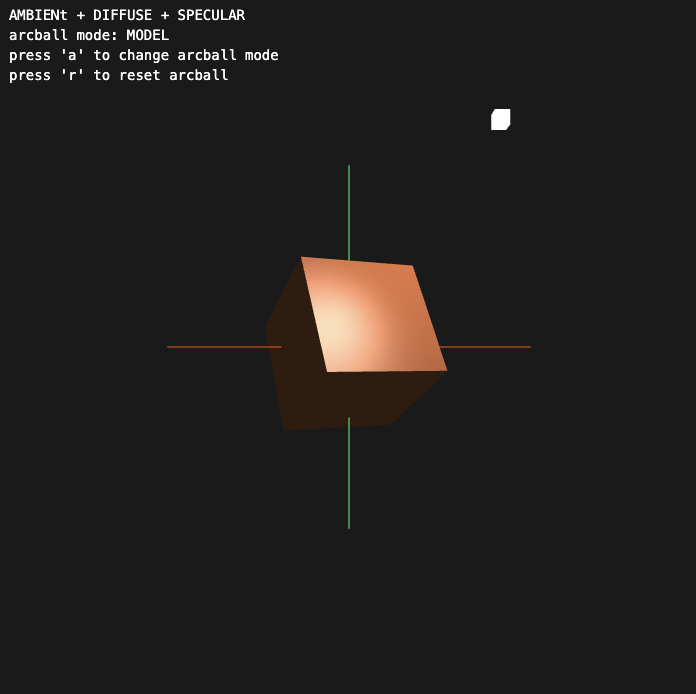 AMBIENt + DIFFUSE + SPECULAR
arcball mode: MODEL
press 'a' to change arcball mode
press 'r' to reset arcball